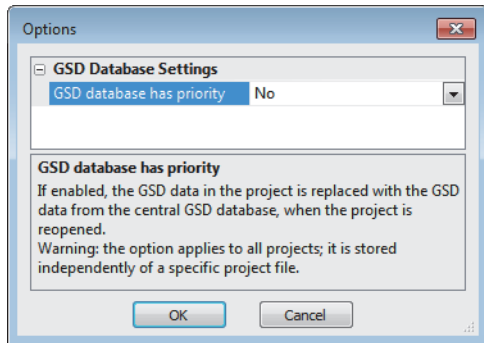 Options
GSD Database Settings
GSD database has priority No
GSD database has priority
If enabled, the GSD data in the project is replaced with the GSD
data from the central GSD database, when the project is
reopened.
Warning: the option applies to all projects; it is stored
independently of a specific project file.
OK Cancel